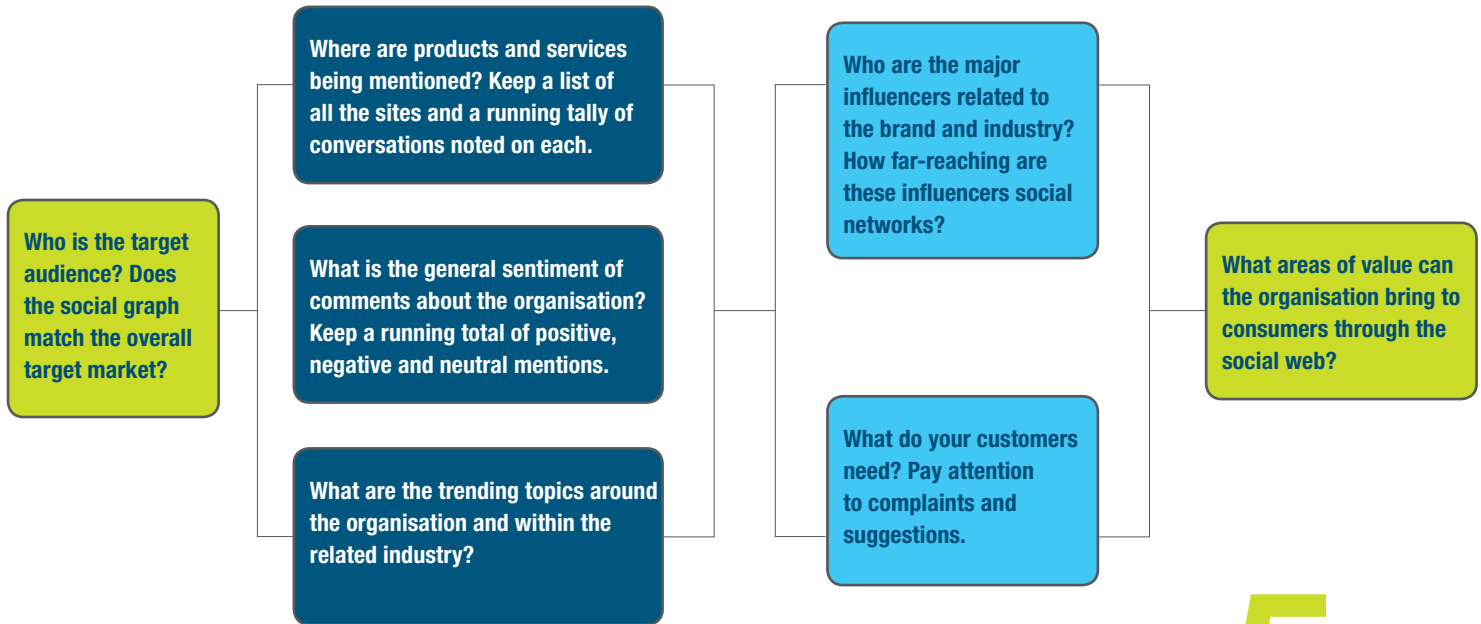 Who is the target
audience? Does
the social graph
match the overall
target market?
Where are products and services
being mentioned? Keep a list of
all the sites and a running tally of
conversations noted on each.
What is the general sentiment of
comments about the organisation?
Keep a running total of positive,
negative and neutral mentions.
What are the trending topics around
the organisation and within the
related industry?
Who are the major
influencers related to
the brand and industry?
How far-reaching are
these influencers social
networks?
What do your customers
need? Pay attention
to complaints and
suggestions.
What areas of value can
the organisation bring to
consumers through the
social web?